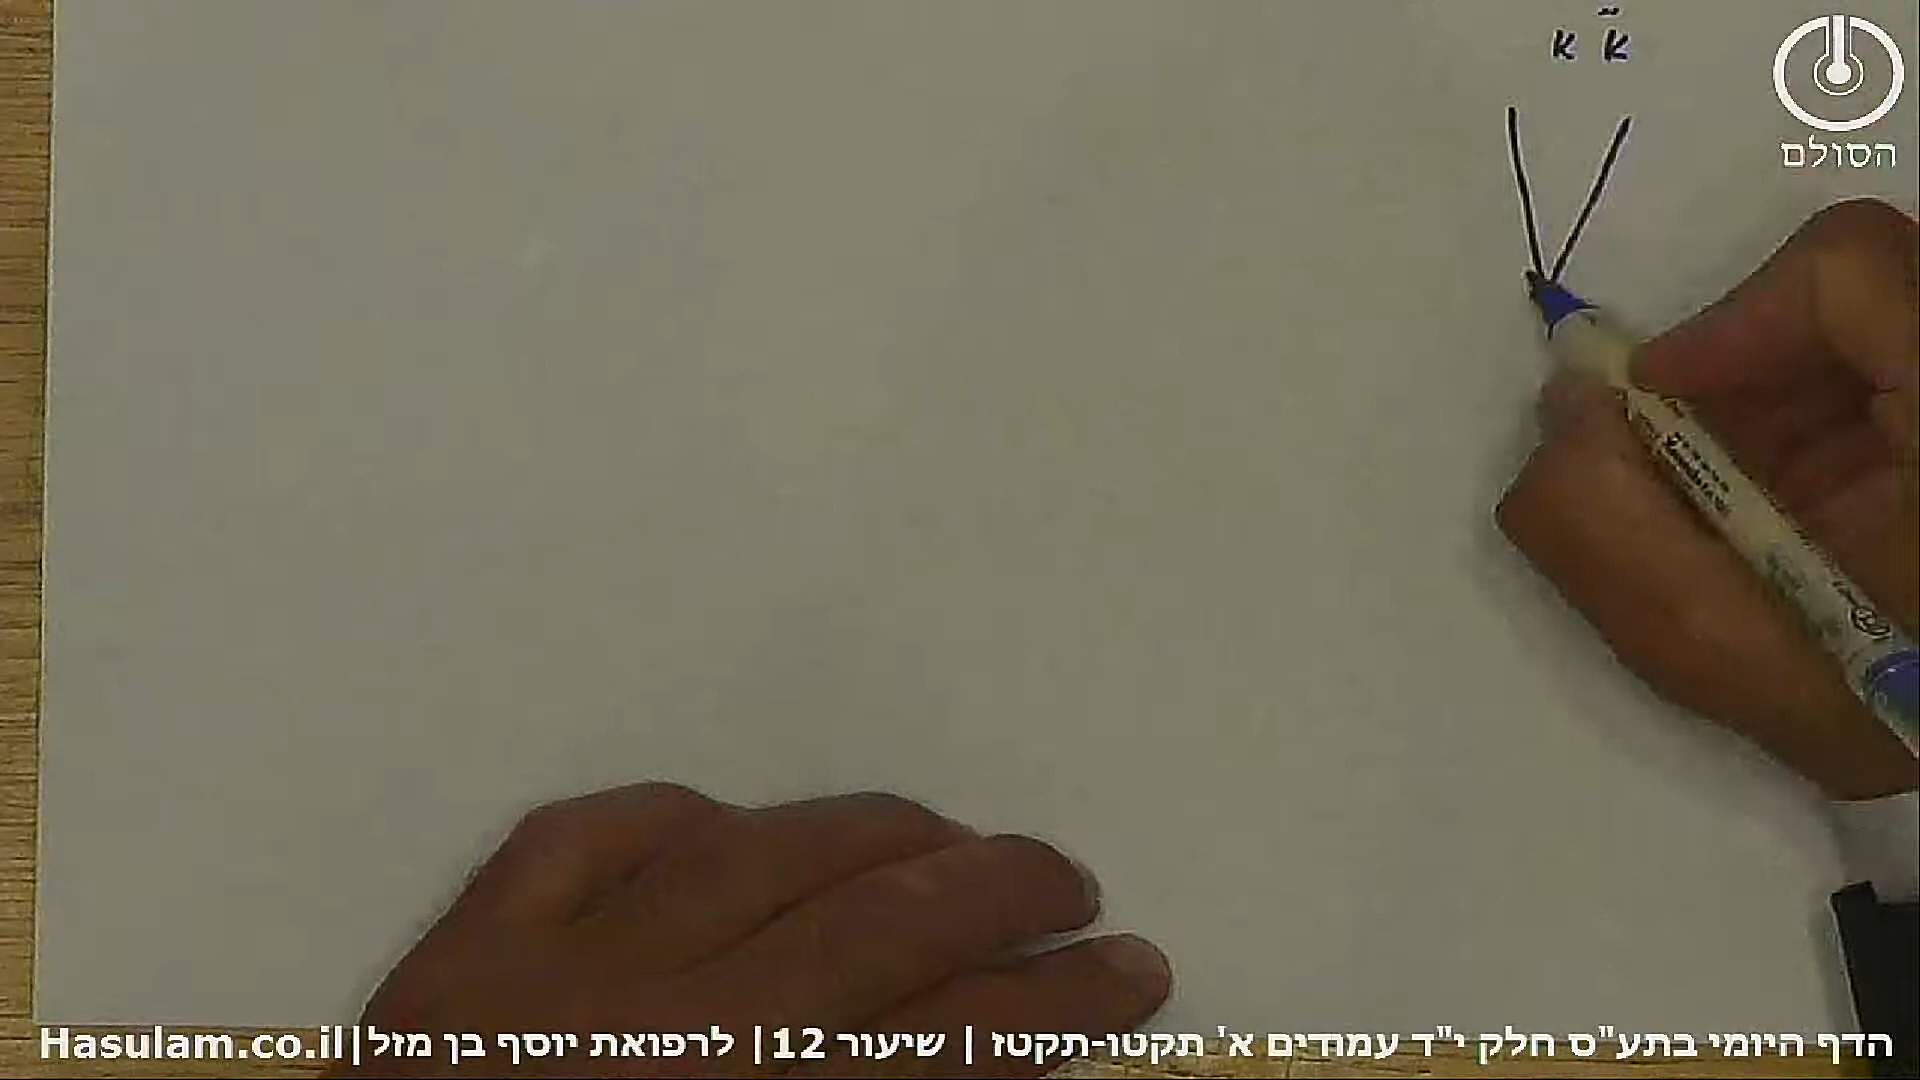 א״ א
הסולם
הדף היומי בתע"ס חלק י"ד עמודים א' תקטו-תקטז | שיעור 12 | לרפואת יוסף בן מזל | Hasulam.co.il